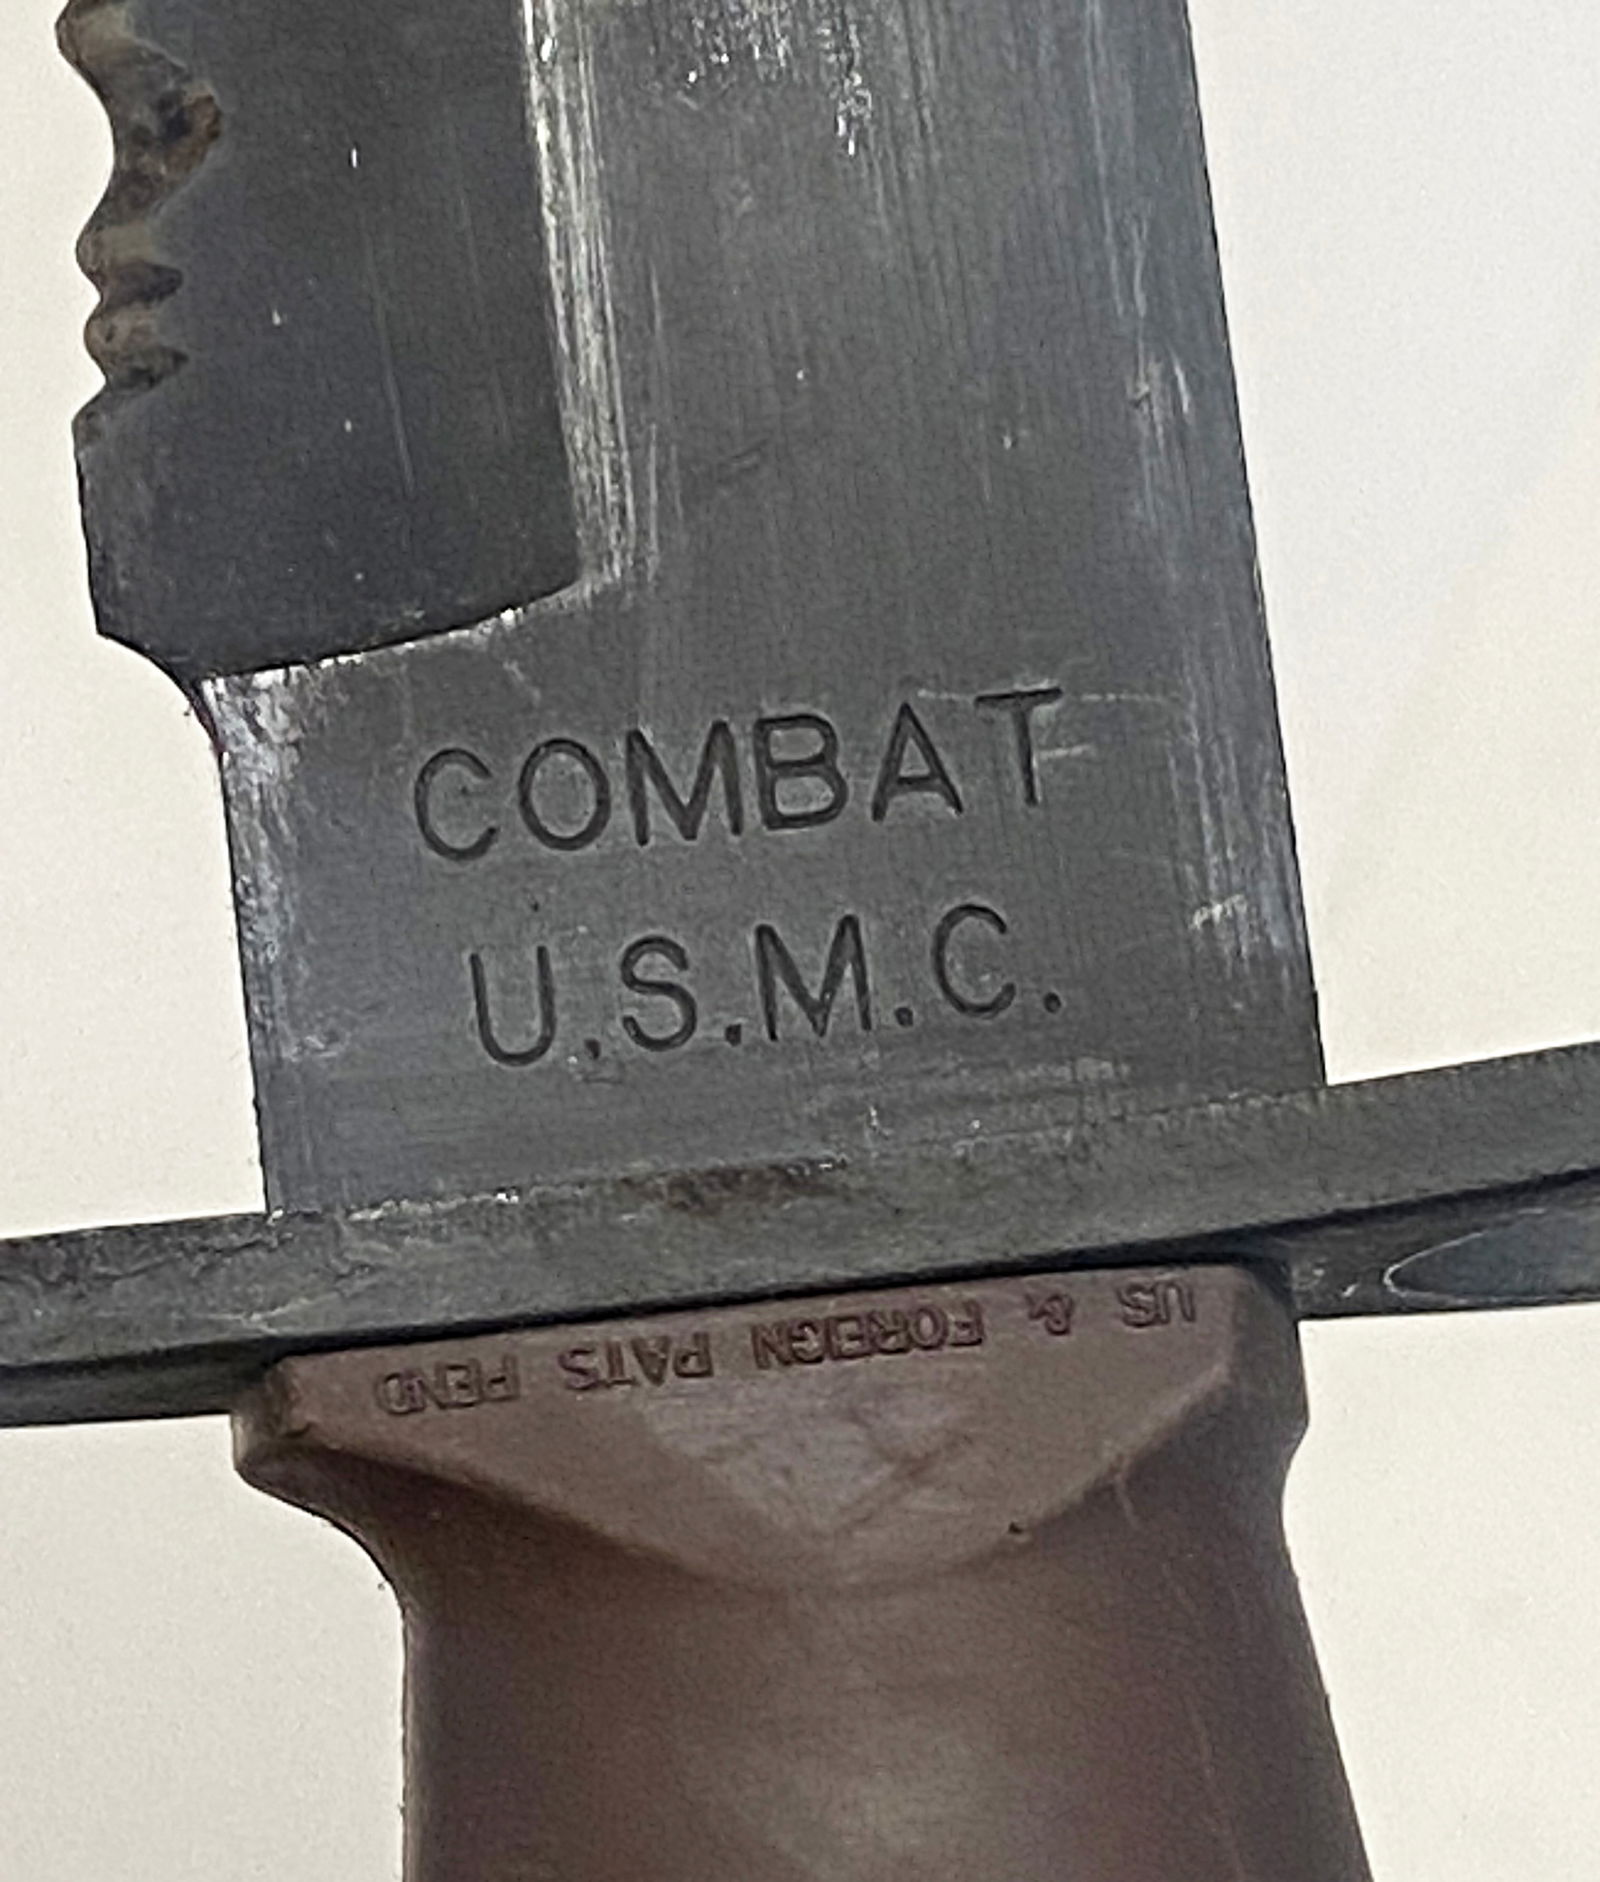 COMBAT
U.S.M.C.
US & FOREIGN PATS PEND